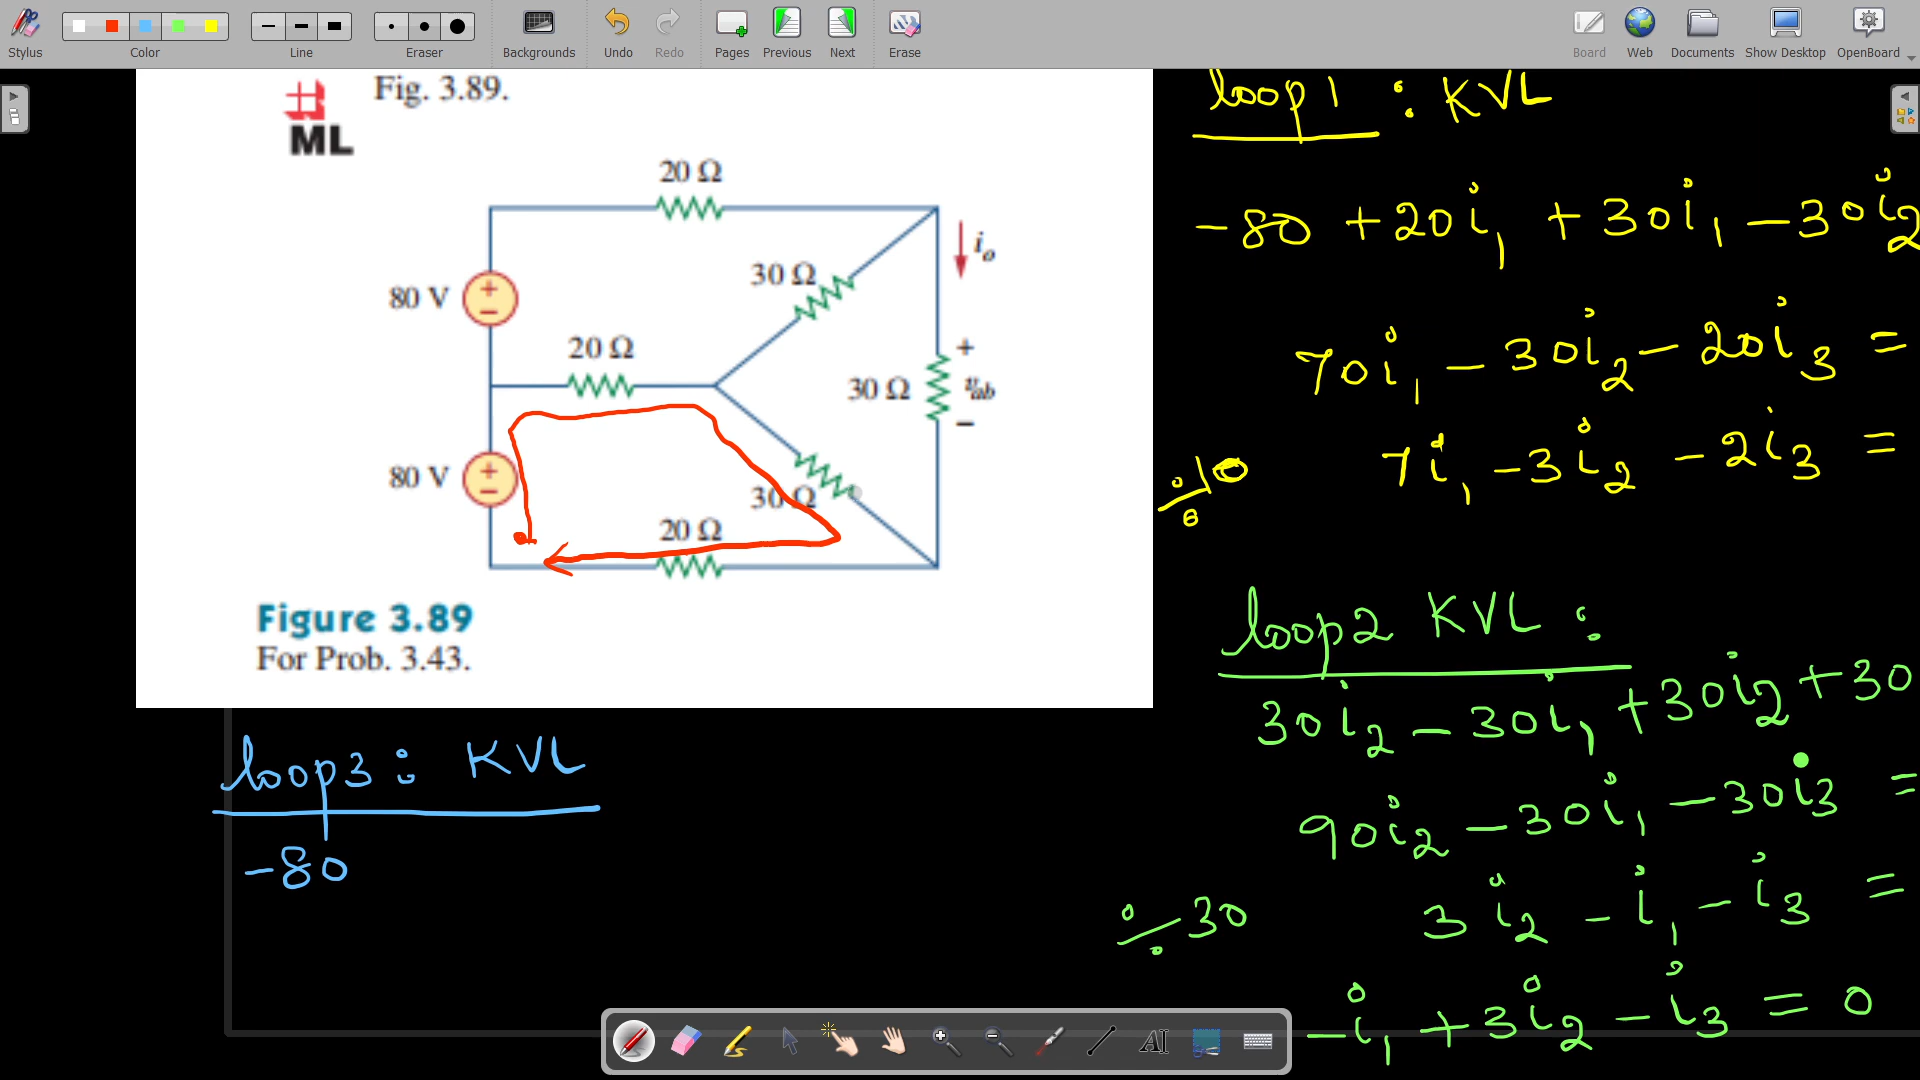 Stylus Color Line Eraser Backgrounds Undo Redo Pages Previous Next Erase Board Web Documents Show Desktop OpenBoard
Fig. 3.89.
ML
20 Ω
80 V + −
30 Ω
i_o
20 Ω
30 Ω
+ v_ab −
80 V + −
30 Ω
20 Ω
Figure 3.89
For Prob. 3.43.
loop1 : KVL
-80 + 20i₁ + 30i₁ - 30i₂
70i₁ - 30i₂ - 20i₃ =
÷10 7i₁ - 3i₂ - 2i₃ =
loop2 KVL :
30i₂ - 30i₁ + 30i₂ + 30
90i₂ - 30i₁ - 30i₃ =
÷30 3i₂ - i₁ - i₃ =
-i₁ + 3i₂ - i₃ = 0
loop3 : KVL
-80
AI